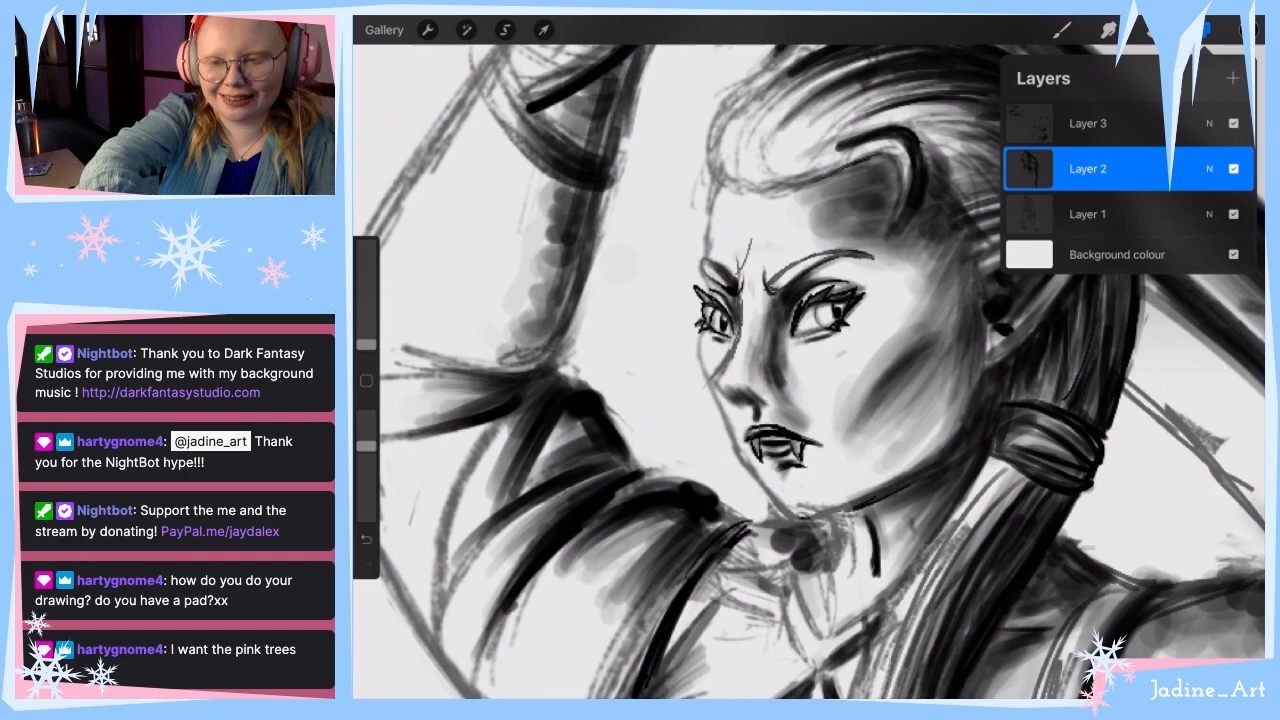 Gallery
Layers
Layer 3
N
Layer 2
N
Layer 1
N
Background colour
Nightbot: Thank you to Dark Fantasy
Studios for providing me with my background
music ! http://darkfantasystudio.com
hartygnome4: @jadine_art Thank
you for the NightBot hype!!!
Nightbot: Support the me and the
stream by donating! PayPal.me/jaydalex
hartygnome4: how do you do your
drawing? do you have a pad?xx
hartygnome4: I want the pink trees
Jadine_Art